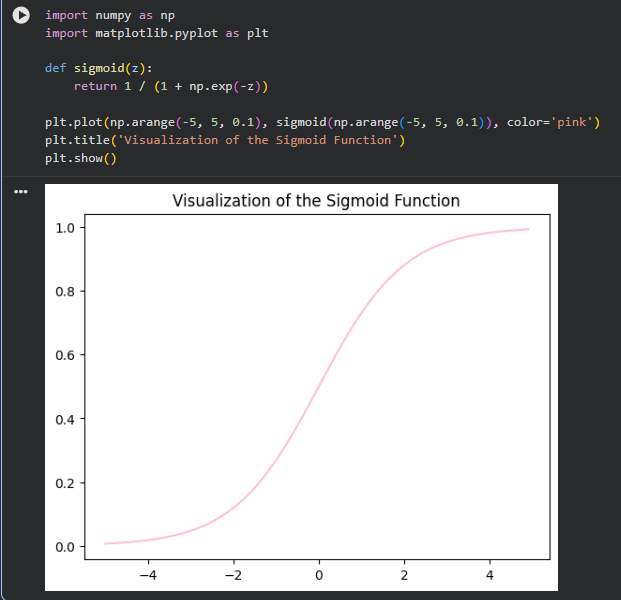 import numpy as np
import matplotlib.pyplot as plt
def sigmoid(z):
    return 1 / (1 + np.exp(-z))
plt.plot(np.arange(-5, 5, 0.1), sigmoid(np.arange(-5, 5, 0.1)), color='pink')
plt.title('Visualization of the Sigmoid Function')
plt.show()
Visualization of the Sigmoid Function
1.0
0.8
0.6
0.4
0.2
0.0
−4 −2 0 2 4